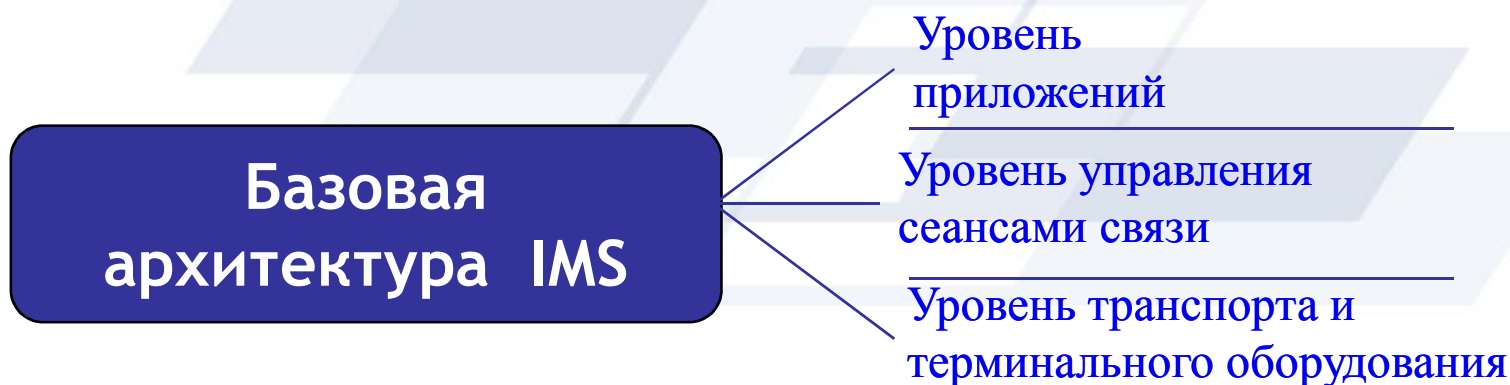 Уровень
приложений
Базовая
архитектура IMS
Уровень управления
сеансами связи
Уровень транспорта и
терминального оборудования